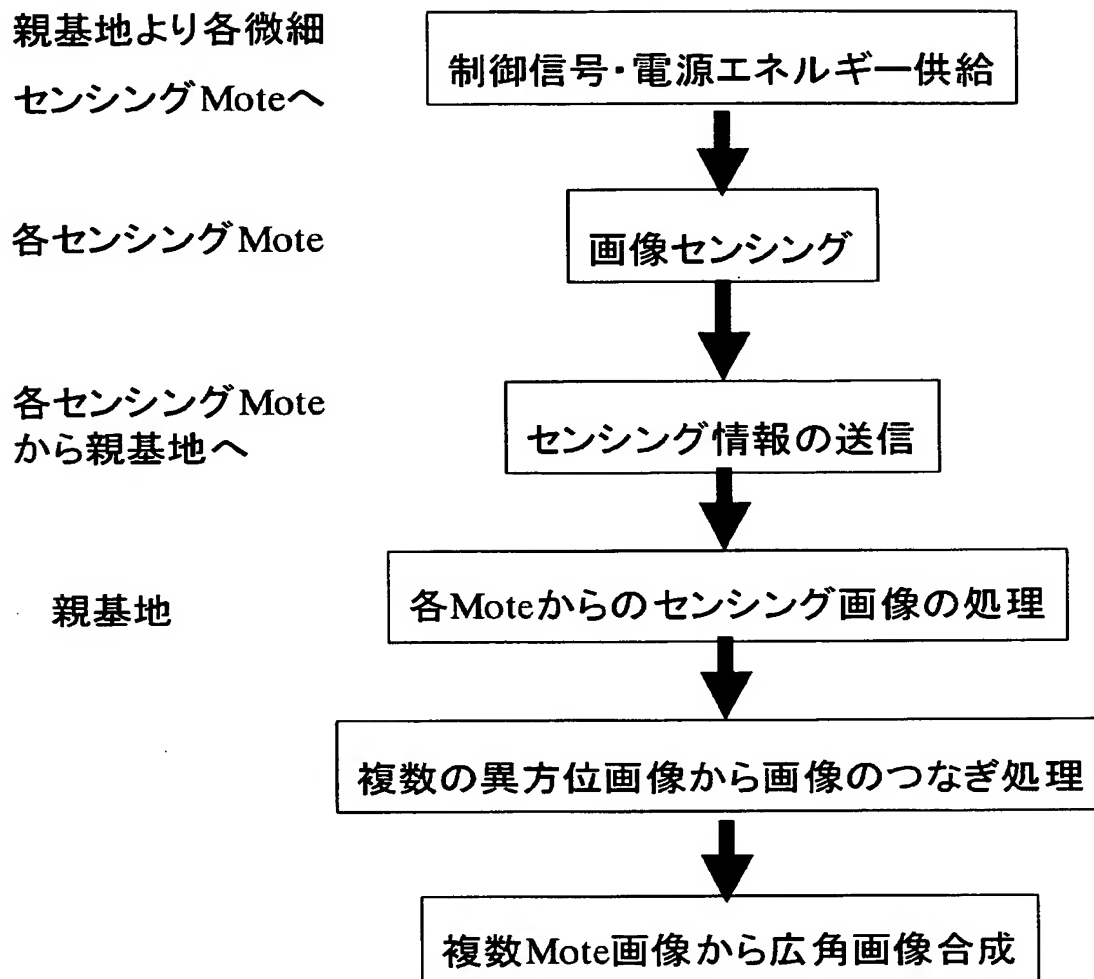 親基地より各微細
センシングMoteへ
制御信号・電源エネルギー供給
各センシングMote
画像センシング
各センシングMote
から親基地へ
センシング情報の送信
親基地
各Moteからのセンシング画像の処理
複数の異方位画像から画像のつなぎ処理
複数Mote画像から広角画像合成